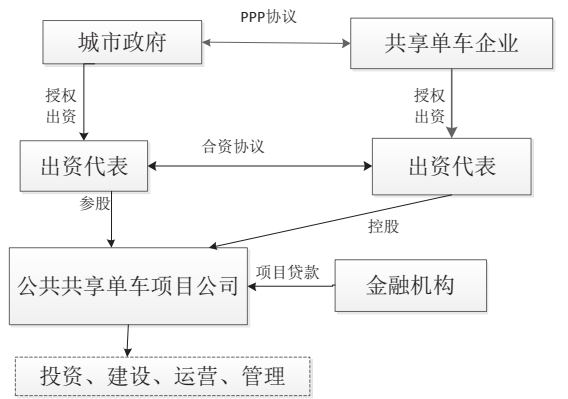 PPP协议
城市政府
共享单车企业
授权
出资
授权
出资
出资代表
合资协议
出资代表
参股
控股
公共共享单车项目公司
项目贷款
金融机构
投资、建设、运营、管理